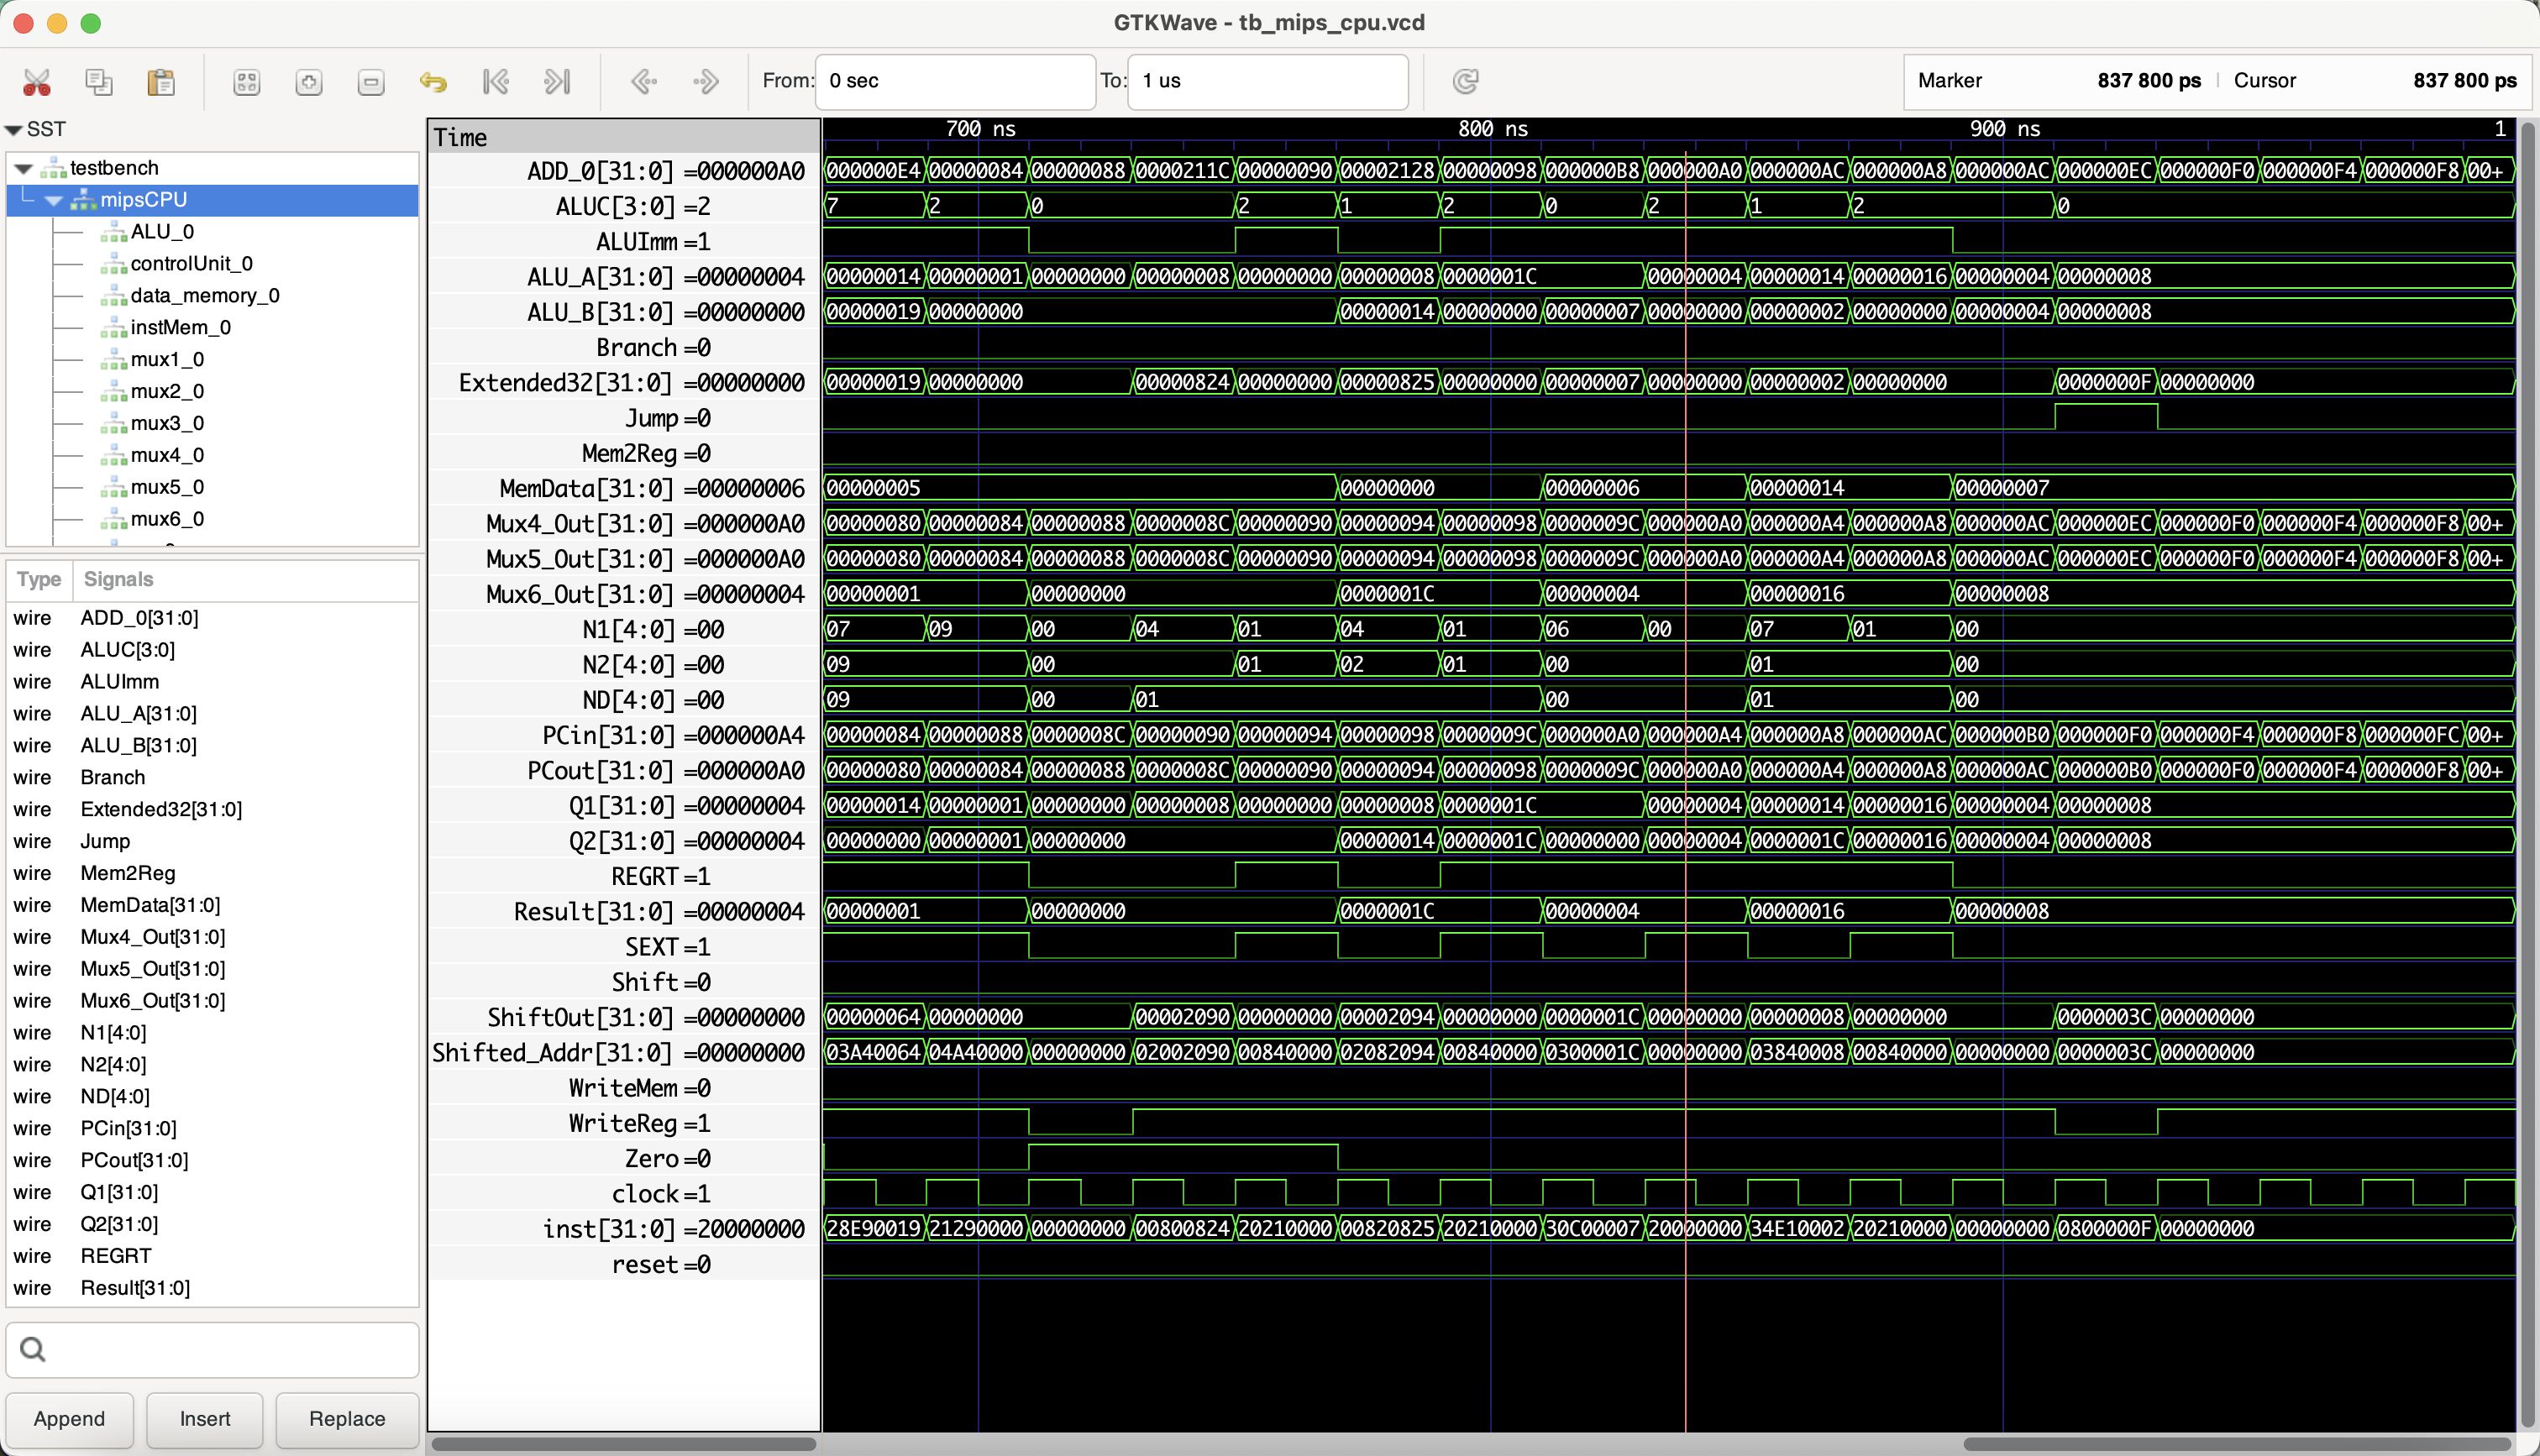 GTKWave - tb_mips_cpu.vcd
From: 0 sec To: 1 us
Marker 837 800 ps | Cursor 837 800 ps
SST
testbench
mipsCPU
ALU_0
controlUnit_0
data_memory_0
instMem_0
mux1_0
mux2_0
mux3_0
mux4_0
mux5_0
mux6_0
Type Signals
wire ADD_0[31:0]
wire ALUC[3:0]
wire ALUImm
wire ALU_A[31:0]
wire ALU_B[31:0]
wire Branch
wire Extended32[31:0]
wire Jump
wire Mem2Reg
wire MemData[31:0]
wire Mux4_Out[31:0]
wire Mux5_Out[31:0]
wire Mux6_Out[31:0]
wire N1[4:0]
wire N2[4:0]
wire ND[4:0]
wire PCin[31:0]
wire PCout[31:0]
wire Q1[31:0]
wire Q2[31:0]
wire REGRT
wire Result[31:0]
Append Insert Replace
Time 700 ns 800 ns 900 ns 1
ADD_0[31:0] =000000A0 000000E4 00000084 00000088 0000211C 00000090 00002128 00000098 000000B8 000000A0 000000AC 000000A8 000000AC 000000EC 000000F0 000000F4 000000F8 00+
ALUC[3:0] =2 7 2 0 2 1 2 0 2 1 2 0
ALUImm =1
ALU_A[31:0] =00000004 00000014 00000001 00000000 00000008 00000000 00000008 0000001C 00000004 00000014 00000016 00000004 00000008
ALU_B[31:0] =00000000 00000019 00000000 00000014 00000000 00000007 00000000 00000002 00000000 00000004 00000008
Branch =0
Extended32[31:0] =00000000 00000019 00000000 00000824 00000000 00000825 00000000 00000007 00000000 00000002 00000000 0000000F 00000000
Jump =0
Mem2Reg =0
MemData[31:0] =00000006 00000005 00000000 00000006 00000014 00000007
Mux4_Out[31:0] =000000A0 00000080 00000084 00000088 0000008C 00000090 00000094 00000098 0000009C 000000A0 000000A4 000000A8 000000AC 000000EC 000000F0 000000F4 000000F8 00+
Mux5_Out[31:0] =000000A0 00000080 00000084 00000088 0000008C 00000090 00000094 00000098 0000009C 000000A0 000000A4 000000A8 000000AC 000000EC 000000F0 000000F4 000000F8 00+
Mux6_Out[31:0] =00000004 00000001 00000000 0000001C 00000004 00000016 00000008
N1[4:0] =00 07 09 00 04 01 04 01 06 00 07 01 00
N2[4:0] =00 09 00 01 02 01 00 01 00
ND[4:0] =00 09 00 01 00 01 00
PCin[31:0] =000000A4 00000084 00000088 0000008C 00000090 00000094 00000098 0000009C 000000A0 000000A4 000000A8 000000AC 000000B0 000000F0 000000F4 000000F8 000000FC 00+
PCout[31:0] =000000A0 00000080 00000084 00000088 0000008C 00000090 00000094 00000098 0000009C 000000A0 000000A4 000000A8 000000AC 000000B0 000000F0 000000F4 000000F8 00+
Q1[31:0] =00000004 00000014 00000001 00000000 00000008 00000000 00000008 0000001C 00000004 00000014 00000016 00000004 00000008
Q2[31:0] =00000004 00000000 00000001 00000000 00000014 0000001C 00000000 00000004 0000001C 00000016 00000004 00000008
REGRT =1
Result[31:0] =00000004 00000001 00000000 0000001C 00000004 00000016 00000008
SEXT =1
Shift =0
ShiftOut[31:0] =00000000 00000064 00000000 00002090 00000000 00002094 00000000 0000001C 00000000 00000008 00000000 0000003C 00000000
Shifted_Addr[31:0] =00000000 03A40064 04A40000 00000000 02002090 00840000 02082094 00840000 0300001C 00000000 03840008 00840000 00000000 0000003C 00000000
WriteMem =0
WriteReg =1
Zero =0
clock =1
inst[31:0] =20000000 28E90019 21290000 00000000 00800824 20210000 00820825 20210000 30C00007 20000000 34E10002 20210000 00000000 0800000F 00000000
reset =0